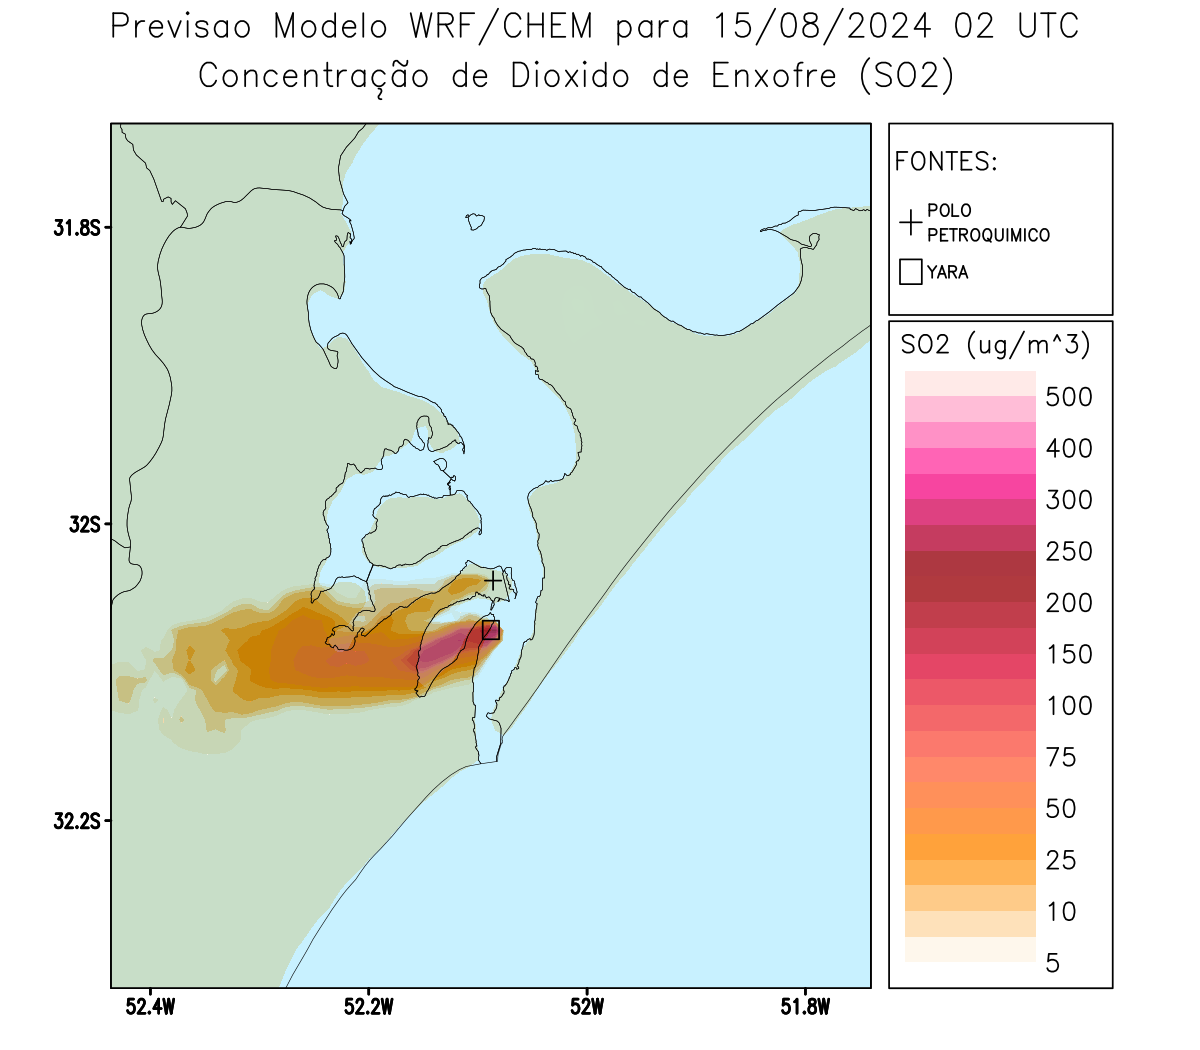 Previsao Modelo WRF/CHEM para 15/08/2024 02 UTC
Concentração de Dioxido de Enxofre (SO2)
FONTES:
POLO
PETROQUIMICO
YARA
31.8S
32S
32.2S
52.4W
52.2W
52W
51.8W
SO2 (ug/m^3)
500
400
300
250
200
150
100
75
50
25
10
5